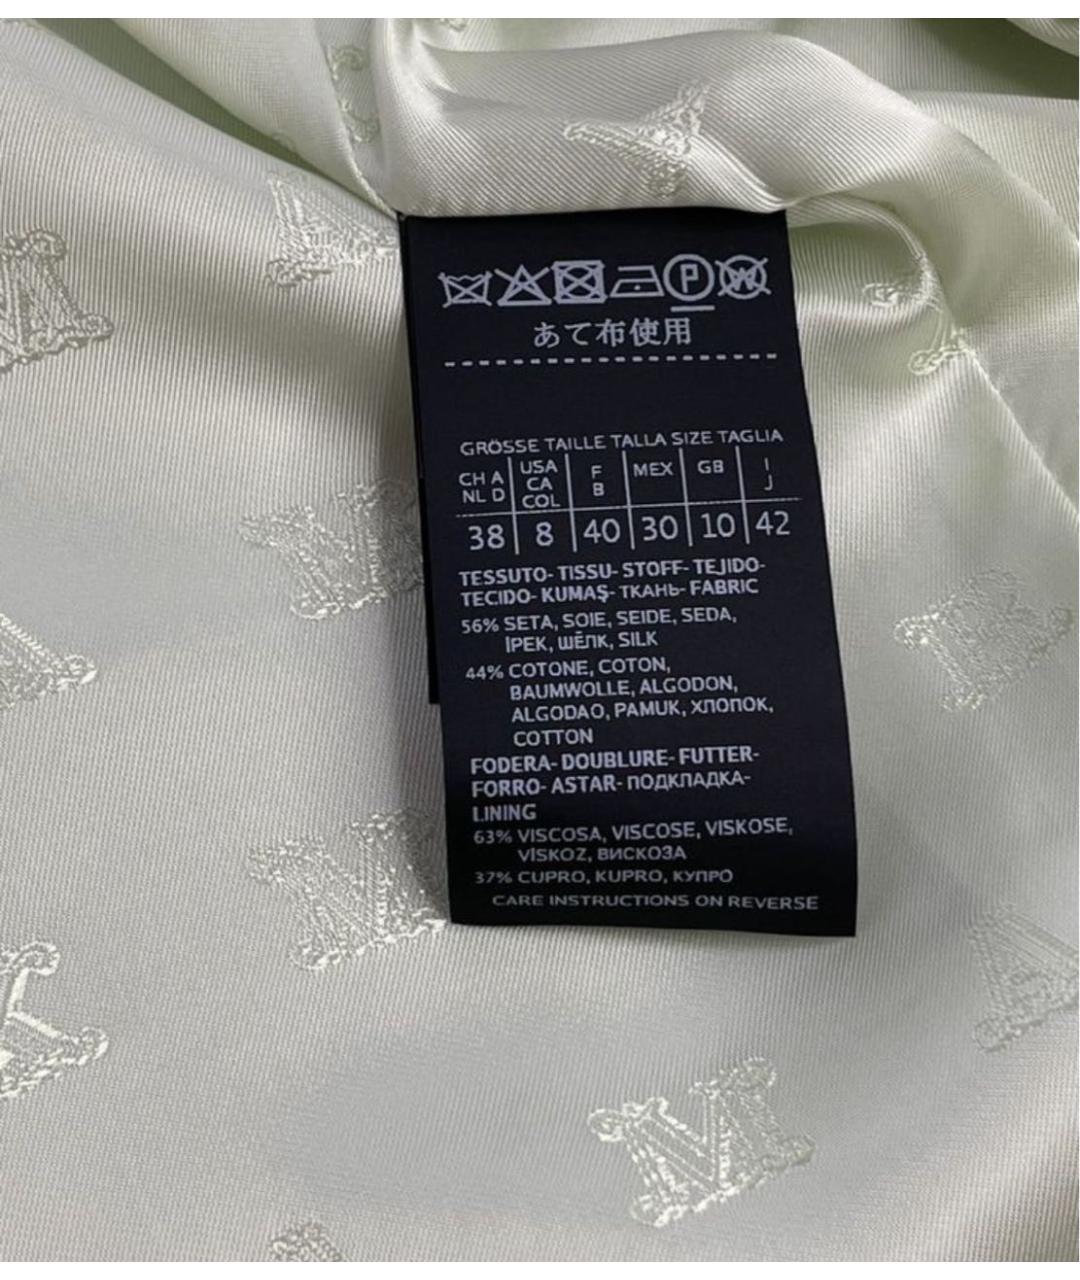 P W
あて布使用
GRÖSSE TAILLE TALLA SIZE TAGLIA
CH A NL D USA CA COL F B MEX GB I J
38 8 40 30 10 42
TESSUTO- TISSU- STOFF- TEJIDO-
TECIDO- KUMAŞ- ТКАНЬ- FABRIC
56% SETA, SOIE, SEIDE, SEDA,
İPEK, ШЁЛК, SILK
44% COTONE, COTON,
BAUMWOLLE, ALGODON,
ALGODAO, PAMUK, ХЛОПОК,
COTTON
FODERA- DOUBLURE- FUTTER-
FORRO- ASTAR- ПОДКЛАДКА-
LINING
63% VISCOSA, VISCOSE, VISKOSE,
VİSKOZ, ВИСКОЗА
37% CUPRO, KUPRO, КУПРО
CARE INSTRUCTIONS ON REVERSE